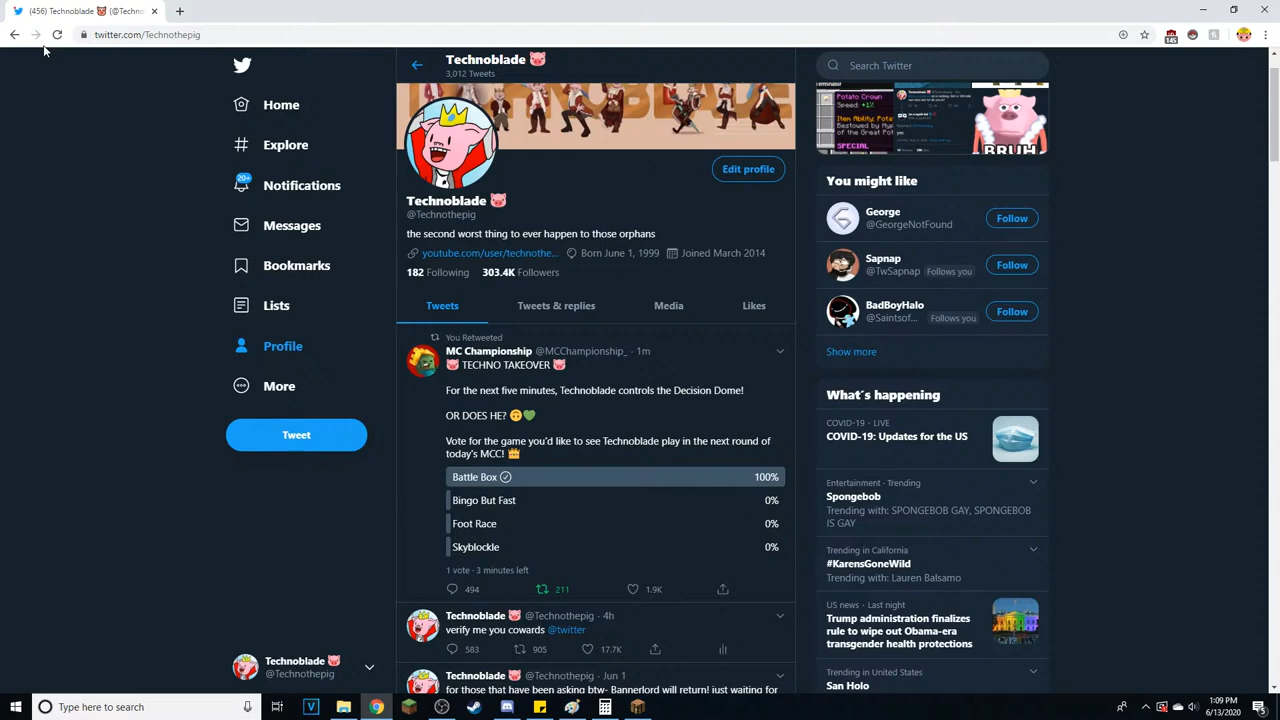 (456) Technoblade 🐷 (@Techno
twitter.com/Technothepig
145
Home
Explore
20+
Notifications
Messages
Bookmarks
Lists
Profile
More
Tweet
Technoblade 🐷
@Technothepig
Technoblade 🐷
3,012 Tweets
Edit profile
Technoblade 🐷
@Technothepig
the second worst thing to ever happen to those orphans
youtube.com/user/technothe... Born June 1, 1999 Joined March 2014
182 Following 303.4K Followers
Tweets Tweets & replies Media Likes
You Retweeted
MC Championship @MCChampionship_ · 1m
🐷 TECHNO TAKEOVER 🐷
For the next five minutes, Technoblade controls the Decision Dome!
OR DOES HE? 🙃💚
Vote for the game you'd like to see Technoblade play in the next round of
today's MCC! 👑
Battle Box 100%
Bingo But Fast 0%
Foot Race 0%
Skyblockle 0%
1 vote · 3 minutes left
494 211 1.9K
Technoblade 🐷 @Technothepig · 4h
verify me you cowards @twitter
583 905 17.7K
Technoblade 🐷 @Technothepig · Jun 1
for those that have been asking btw- Bannerlord will return! just waiting for
Search Twitter
Potato Crown
Speed: +1%
Item Ability: Pota
Bestowed by Hy
of the Great Pot
SPECIAL
BRUH
You might like
George
@GeorgeNotFound
Follow
Sapnap
@TwSapnap Follows you
Follow
BadBoyHalo
@Saintsof... Follows you
Follow
Show more
What's happening
COVID-19 · LIVE
COVID-19: Updates for the US
Entertainment · Trending
Spongebob
Trending with: SPONGEBOB GAY, SPONGEBOB
IS GAY
Trending in California
#KarensGoneWild
Trending with: Lauren Balsamo
US news · Last night
Trump administration finalizes
rule to wipe out Obama-era
transgender health protections
Trending in United States
San Holo
Type here to search
1:09 PM
6/13/2020
5